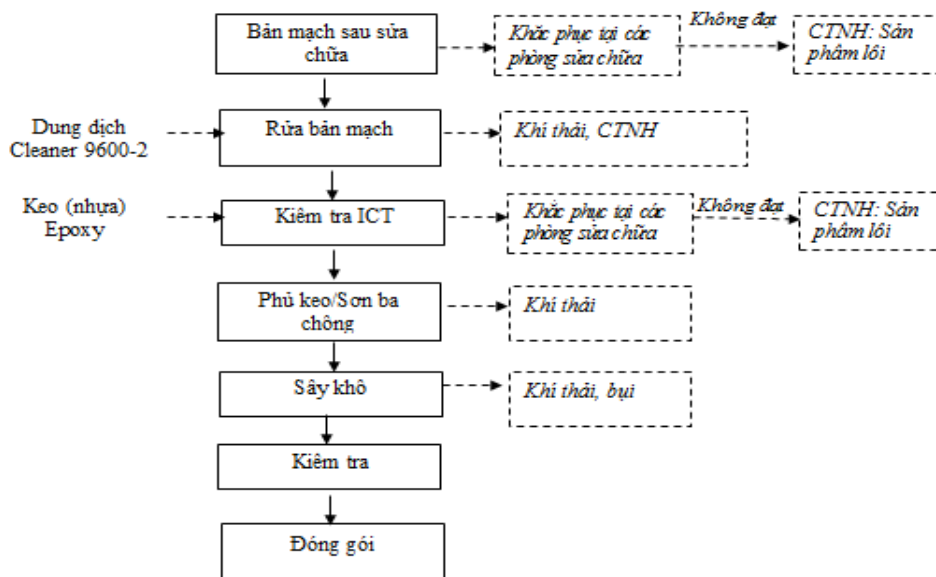 Bản mạch sau sửa
chữa
Khắc phục tại các
phòng sửa chữa
Không đạt
CTNH: Sản
phẩm lỗi
Dung dịch
Cleaner 9600-2
Rửa bản mạch
Khí thải, CTNH
Keo (nhựa)
Epoxy
Kiểm tra ICT
Khắc phục tại các
phòng sửa chữa
Không đạt
CTNH: Sản
phẩm lỗi
Phủ keo/Sơn ba
chống
Khí thải
Sấy khô
Khí thải, bụi
Kiểm tra
Đóng gói